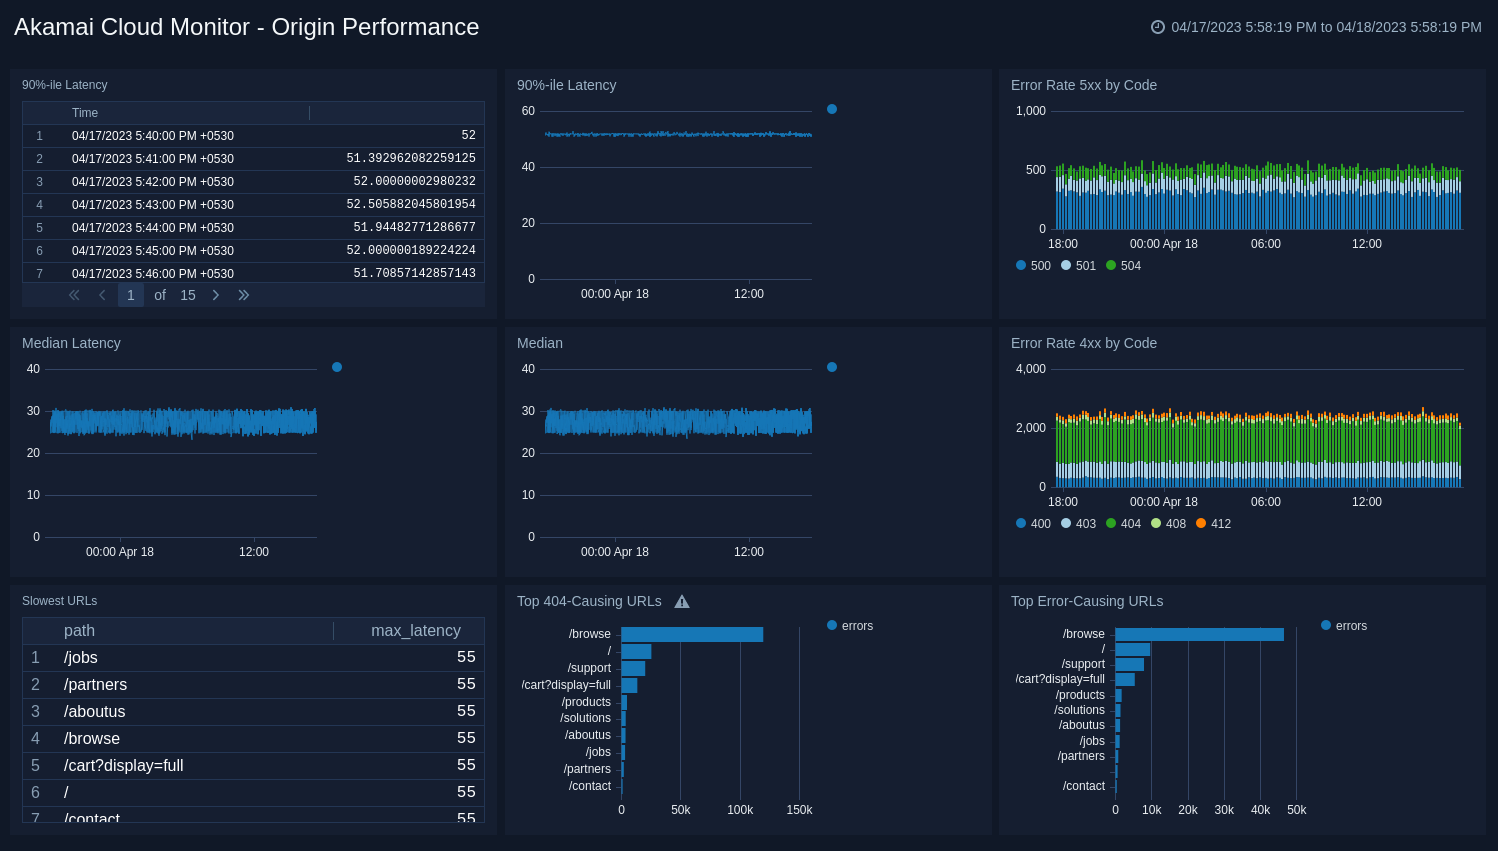 Akamai Cloud Monitor - Origin Performance
04/17/2023 5:58:19 PM to 04/18/2023 5:58:19 PM
90%-ile Latency
Time
1 04/17/2023 5:40:00 PM +0530 52
2 04/17/2023 5:41:00 PM +0530 51.392962082259125
3 04/17/2023 5:42:00 PM +0530 52.00000002980232
4 04/17/2023 5:43:00 PM +0530 52.505882045801954
5 04/17/2023 5:44:00 PM +0530 51.94482771286677
6 04/17/2023 5:45:00 PM +0530 52.000000189224224
7 04/17/2023 5:46:00 PM +0530 51.70857142857143
1 of 15
90%-ile Latency
60
40
20
0
00:00 Apr 18 12:00
Error Rate 5xx by Code
1,000
500
0
18:00 00:00 Apr 18 06:00 12:00
500 501 504
Median Latency
40
30
20
10
0
00:00 Apr 18 12:00
Median
40
30
20
10
0
00:00 Apr 18 12:00
Error Rate 4xx by Code
4,000
2,000
0
18:00 00:00 Apr 18 06:00 12:00
400 403 404 408 412
Slowest URLs
path max_latency
1 /jobs 55
2 /partners 55
3 /aboutus 55
4 /browse 55
5 /cart?display=full 55
6 / 55
7 /contact 55
Top 404-Causing URLs
errors
/browse
/
/support
/cart?display=full
/products
/solutions
/aboutus
/jobs
/partners
/contact
0 50k 100k 150k
Top Error-Causing URLs
errors
/browse
/
/support
/cart?display=full
/products
/solutions
/aboutus
/jobs
/partners
/contact
0 10k 20k 30k 40k 50k